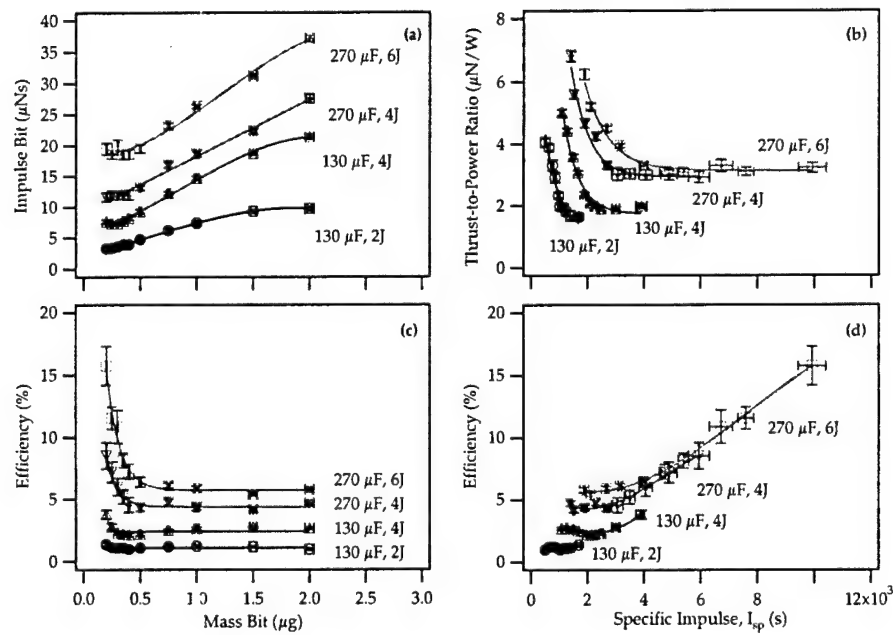 40
35
30
25
20
15
10
5
0
Impulse Bit (µNs)
(a)
270 µF, 6J
270 µF, 4J
130 µF, 4J
130 µF, 2J
8
6
4
2
0
Thrust-to-Power Ratio (µN/W)
(b)
270 µF, 6J
270 µF, 4J
130 µF, 4J
130 µF, 2J
20
15
10
5
0
Efficiency (%)
(c)
270 µF, 6J
270 µF, 4J
130 µF, 4J
130 µF, 2J
0.0 0.5 1.0 1.5 2.0 2.5 3.0
Mass Bit (µg)
20
15
10
5
0
Efficiency (%)
(d)
270 µF, 6J
270 µF, 4J
130 µF, 4J
130 µF, 2J
0 2 4 6 8 10 12x10³
Specific Impulse, Isp (s)